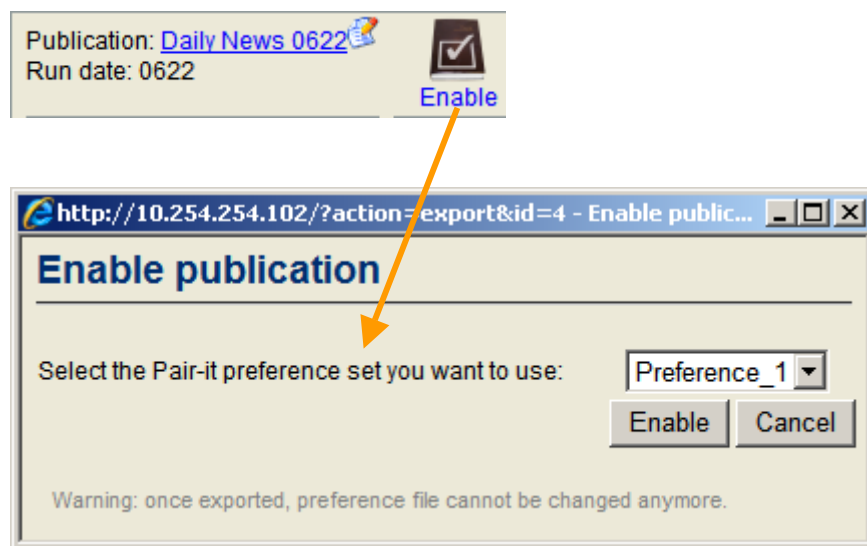 Publication: Daily News 0622
Run date: 0622
Enable
http://10.254.254.102/?action=export&id=4 - Enable public...
Enable publication
Select the Pair-it preference set you want to use: Preference_1
Enable Cancel
Warning: once exported, preference file cannot be changed anymore.